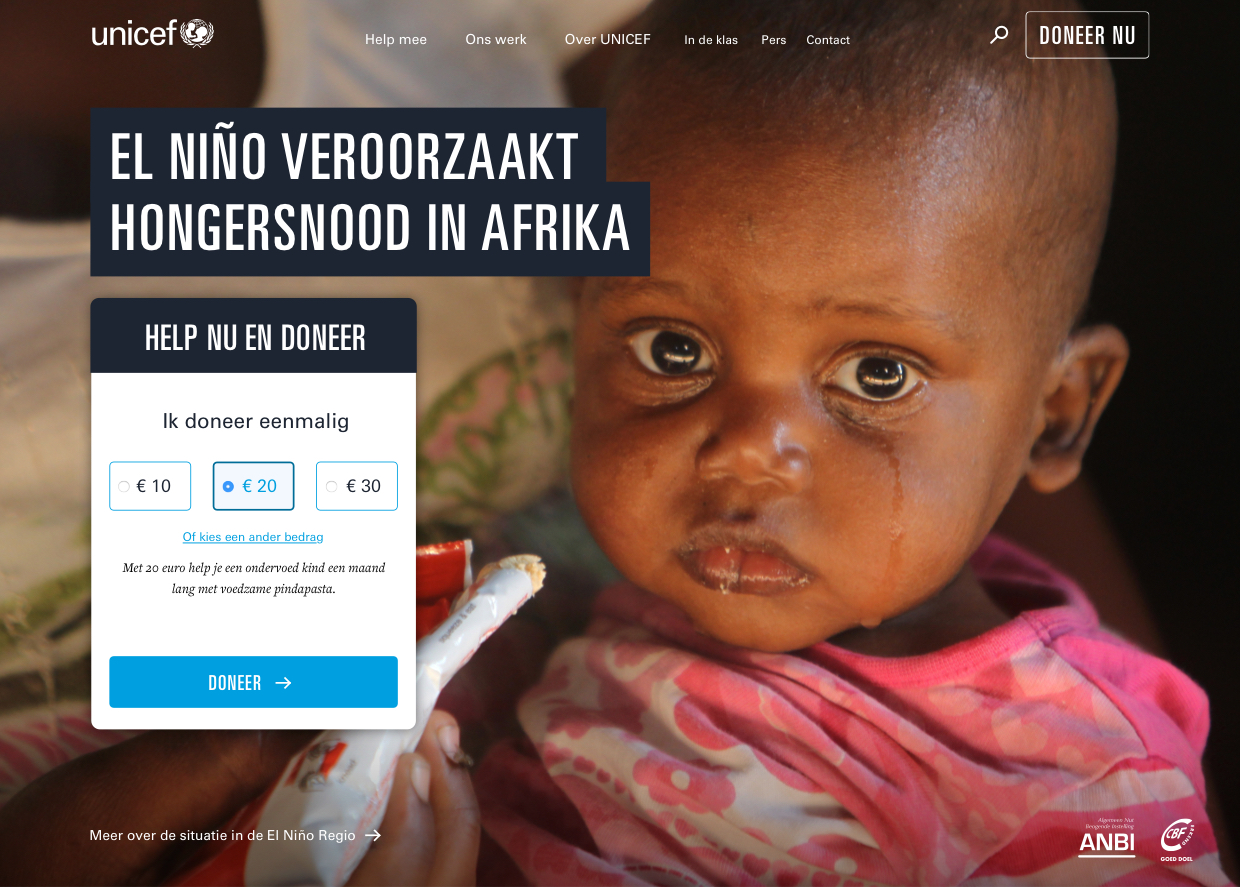 unicef
Help mee
Ons werk
Over UNICEF
In de klas
Pers
Contact
DONEER NU
EL NIÑO VEROORZAAKT
HONGERSNOOD IN AFRIKA
HELP NU EN DONEER
Ik doneer eenmalig
€ 10
€ 20
€ 30
Of kies een ander bedrag
Met 20 euro help je een ondervoed kind een maand
lang met voedzame pindapasta.
DONEER
Meer over de situatie in de El Niño Regio
Algemeen Nut
Beogende Instelling
ANBI
CBF
ERKEND
GOED DOEL